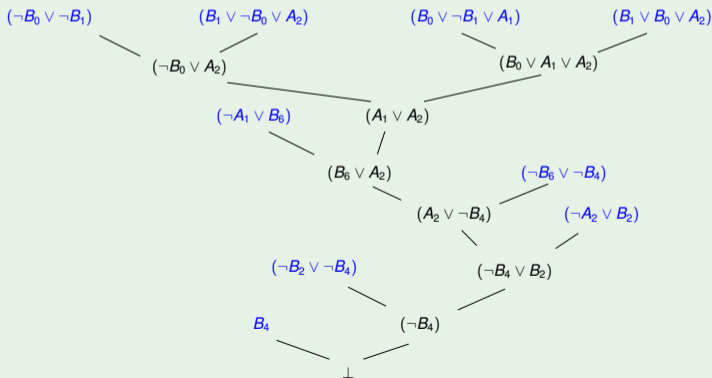 (¬B₀ ∨ ¬B₁) (B₁ ∨ ¬B₀ ∨ A₂) (B₀ ∨ ¬B₁ ∨ A₁) (B₁ ∨ B₀ ∨ A₂)
(¬B₀ ∨ A₂) (B₀ ∨ A₁ ∨ A₂)
(¬A₁ ∨ B₆) (A₁ ∨ A₂)
(B₆ ∨ A₂) (¬B₆ ∨ ¬B₄)
(A₂ ∨ ¬B₄) (¬A₂ ∨ B₂)
(¬B₂ ∨ ¬B₄) (¬B₄ ∨ B₂)
B₄ (¬B₄)
⊥